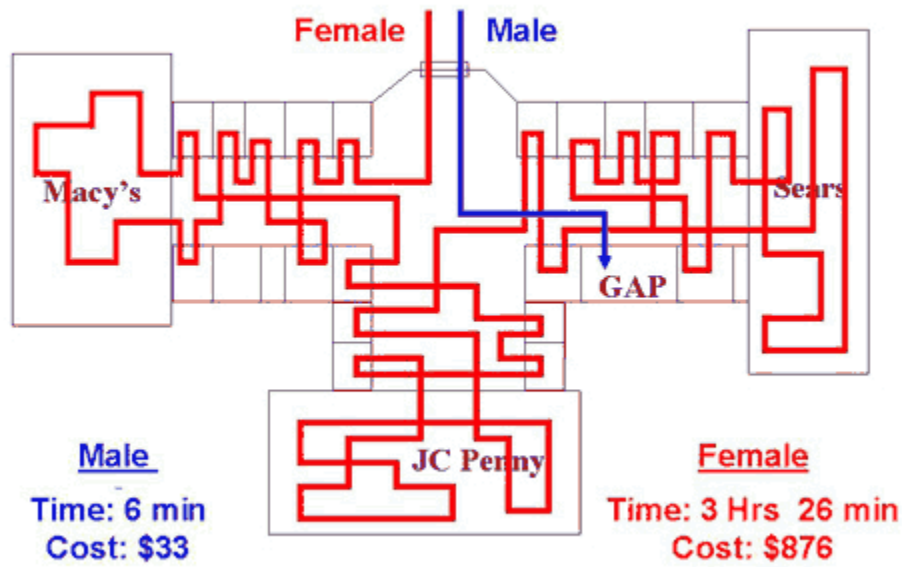 Female Male
Macy's
Sears
GAP
JC Penny
Male
Time: 6 min
Cost: $33
Female
Time: 3 Hrs 26 min
Cost: $876